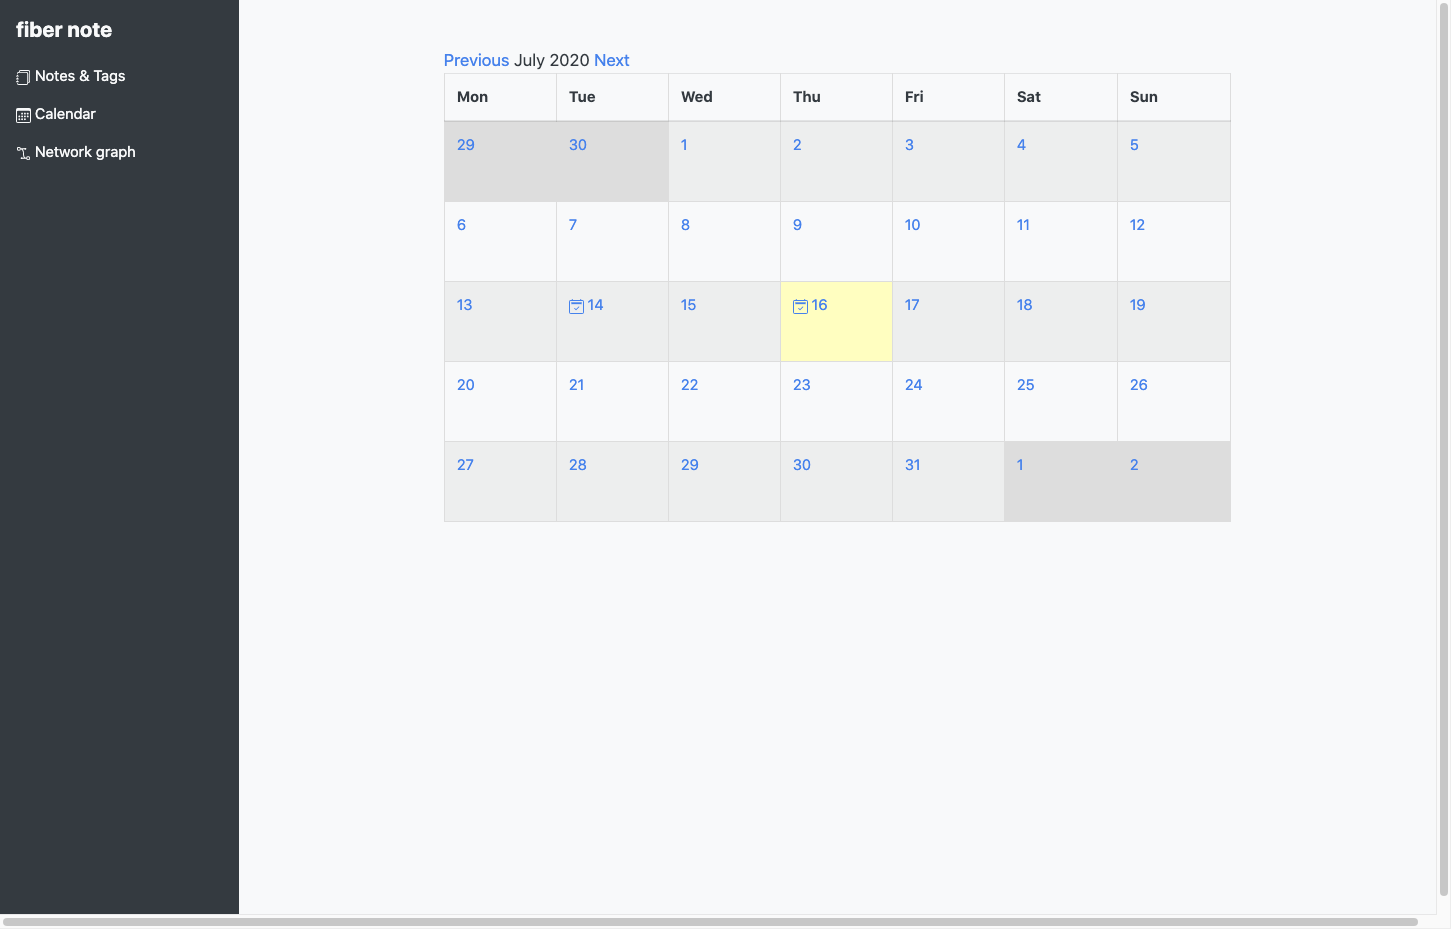 fiber note
Notes & Tags
Calendar
Network graph
Previous July 2020 Next
Mon Tue Wed Thu Fri Sat Sun
29 30 1 2 3 4 5
6 7 8 9 10 11 12
13 14 15 16 17 18 19
20 21 22 23 24 25 26
27 28 29 30 31 1 2